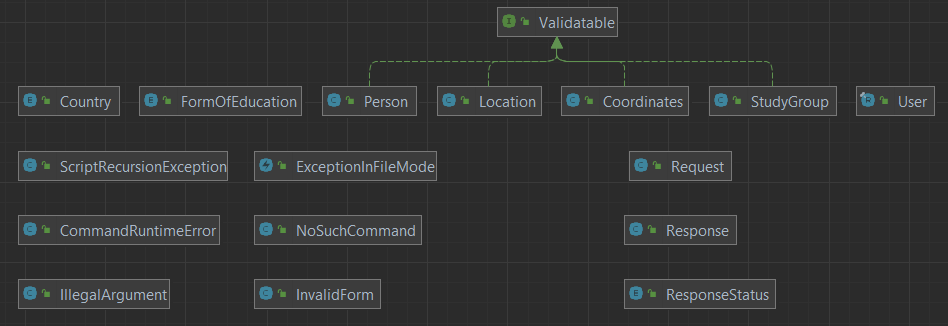 Validatable
Country FormOfEducation Person Location Coordinates StudyGroup User
ScriptRecursionException ExceptionInFileMode Request
CommandRuntimeError NoSuchCommand Response
IllegalArgument InvalidForm ResponseStatus